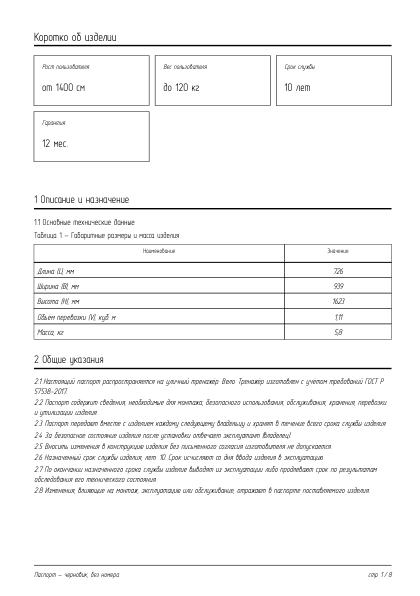 Коротко об изделии
Рост пользователя
Вес пользователя
Срок службы
от 1400 см
до 120 кг
10 лет
Гарантия
12 мес.
1 Описание и назначение
1.1 Основные технические данные
Таблица 1 – Габаритные размеры и масса изделия
Наименование Значение
Длина (L), мм 726
Ширина (B), мм 939
Высота (H), мм 1623
Объём перевозки (V), куб. м 1,11
Масса, кг 5,8
2 Общие указания
2.1 Настоящий паспорт распространяется на уличный тренажер: Вело. Тренажёр изготовлен с учётом требований ГОСТ Р
57538-2017.
2.2 Паспорт содержит сведения, необходимые для монтажа, безопасного использования, обслуживания, хранения, перевозки
и утилизации изделия.
2.3 Паспорт передают вместе с изделием каждому следующему владельцу и хранят в течение всего срока службы изделия.
2.4 За безопасное состояние изделия после установки отвечает эксплуатант (владелец).
2.5 Вносить изменения в конструкцию изделия без письменного согласия изготовителя не допускается.
2.6 Назначенный срок службы изделия, лет: 10. Срок исчисляют со дня ввода изделия в эксплуатацию.
2.7 По окончании назначенного срока службы изделие выводят из эксплуатации либо продлевают срок по результатам
обследования его технического состояния.
2.8 Изменения, влияющие на монтаж, эксплуатацию или обслуживание, отражают в паспорте поставляемого изделия.
Паспорт – черновик, без номера
стр. 1 / 8